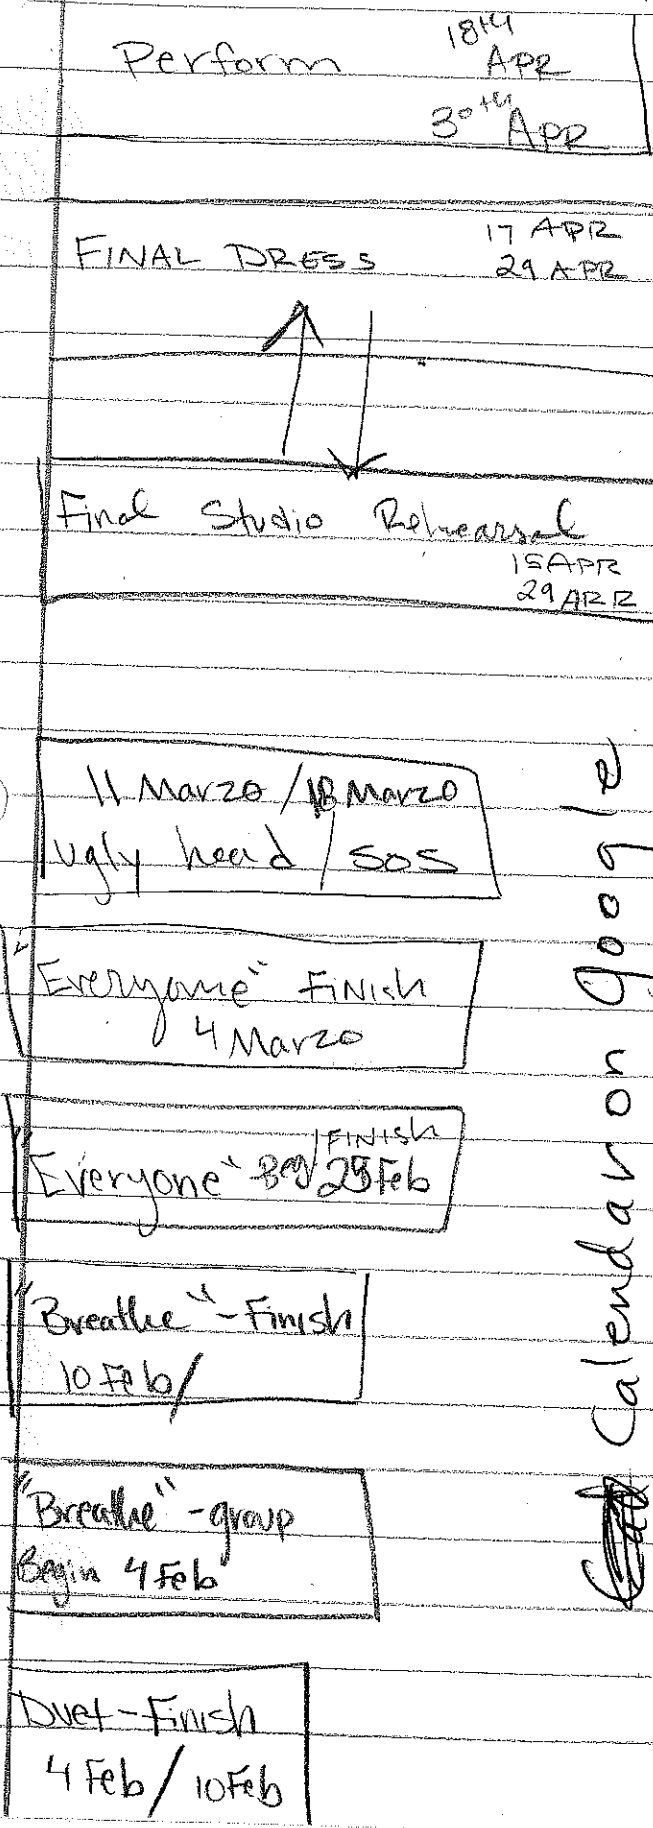 Perform 18th APR
30th APR
FINAL DRESS 17 APR
29 APR
Final Studio Rehearsal
15 APR
29 APR
11 Marzo / 18 Marzo
Ugly head / SOS
"Everyone" Finish
4 Marzo
"Everyone" Beg / FINISH
25 Feb
"Breathe" - Finish
10 Feb /
"Breathe" - group
Begin 4 Feb
Duet - Finish
4 Feb / 10 Feb
Calendar on google